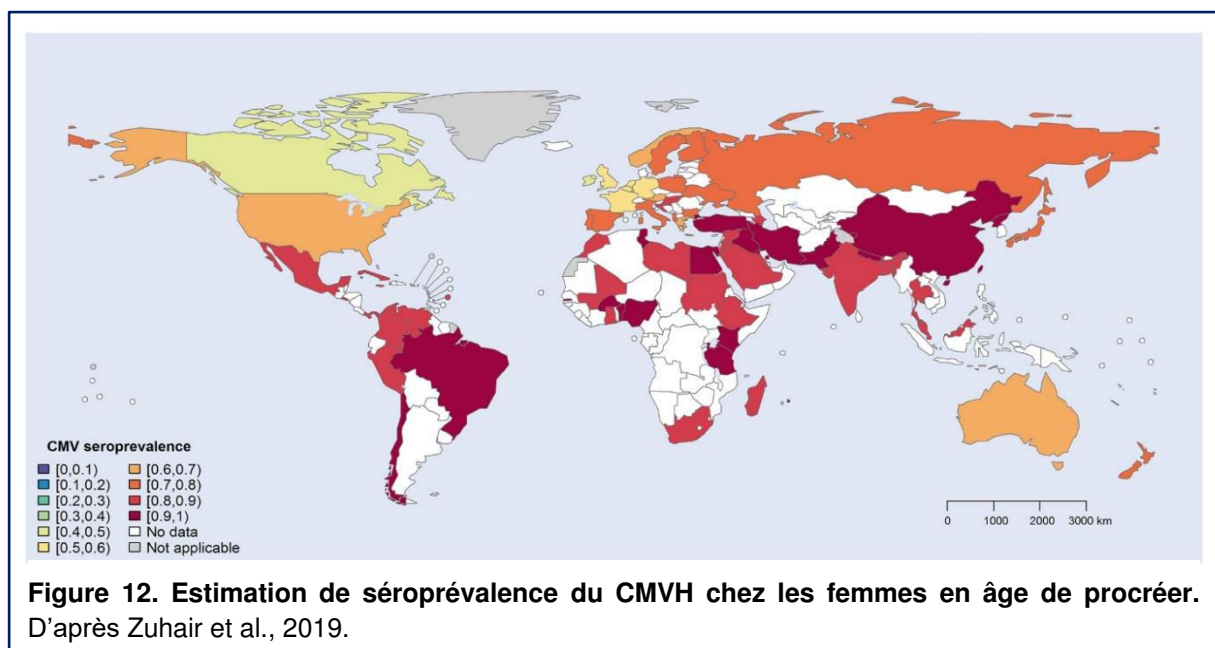 CMV seroprevalence
[0,0.1)
[0.1,0.2)
[0.2,0.3)
[0.3,0.4)
[0.4,0.5)
[0.5,0.6)
[0.6,0.7)
[0.7,0.8)
[0.8,0.9)
[0.9,1)
No data
Not applicable
0 1000 2000 3000 km
Figure 12. Estimation de séroprévalence du CMVH chez les femmes en âge de procréer.
D'après Zuhair et al., 2019.